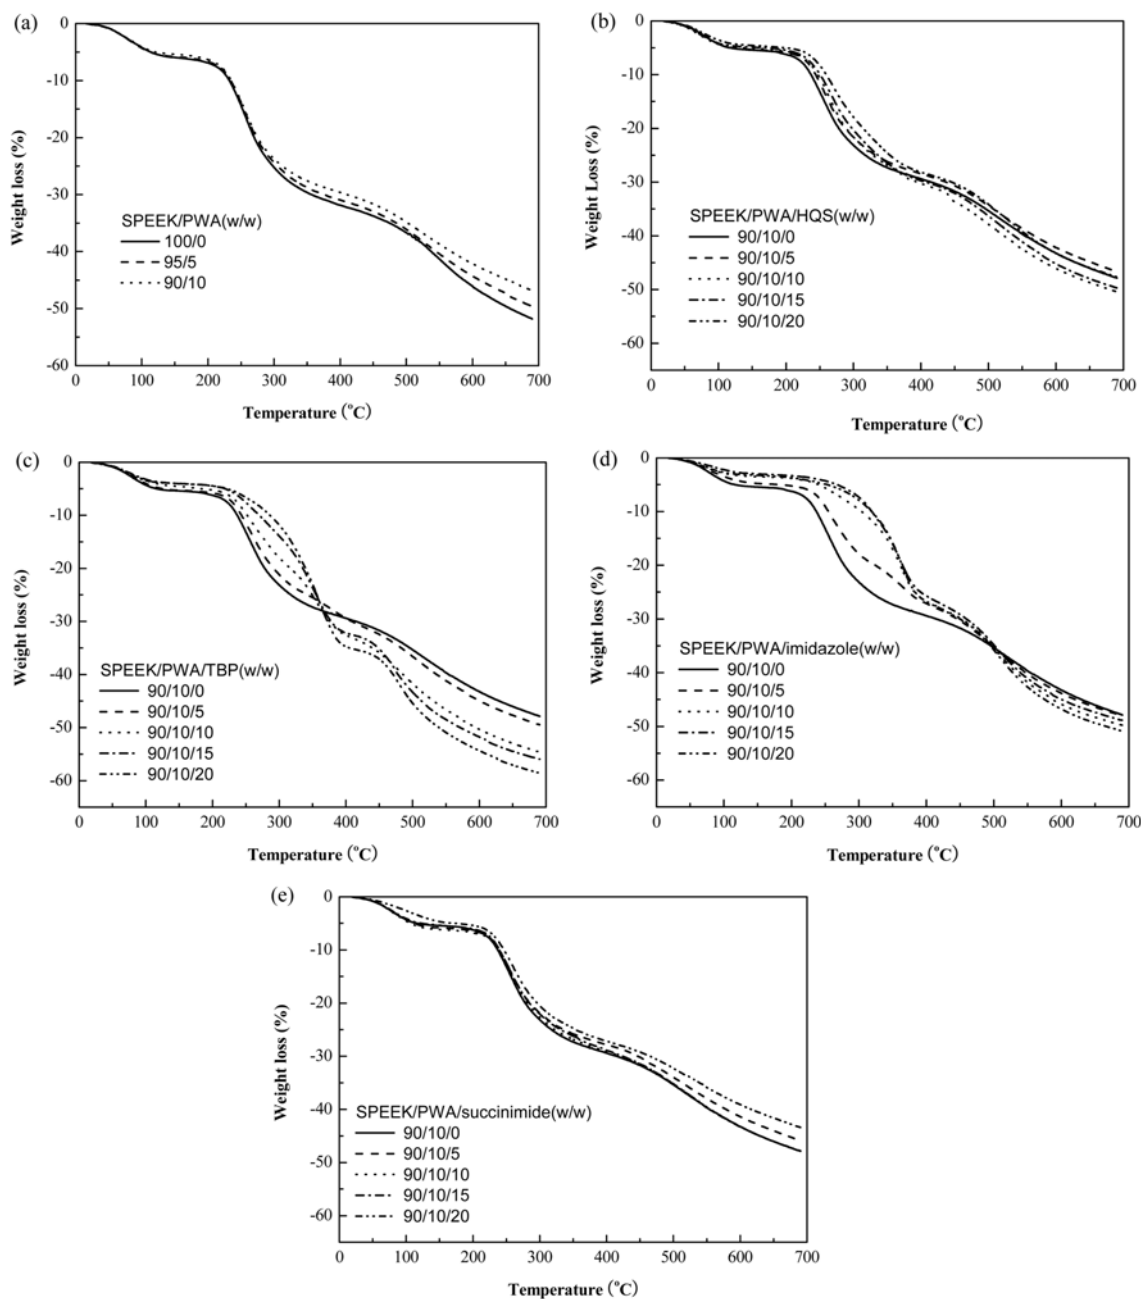 (a)
0
-10
-20
-30
-40
-50
-60
Weight loss (%)
SPEEK/PWA(w/w)
100/0
95/5
90/10
0 100 200 300 400 500 600 700
Temperature (°C)
(b)
0
-10
-20
-30
-40
-50
-60
Weight Loss (%)
SPEEK/PWA/HQS(w/w)
90/10/0
90/10/5
90/10/10
90/10/15
90/10/20
0 100 200 300 400 500 600 700
Temperature (°C)
(c)
0
-10
-20
-30
-40
-50
-60
Weight loss (%)
SPEEK/PWA/TBP(w/w)
90/10/0
90/10/5
90/10/10
90/10/15
90/10/20
0 100 200 300 400 500 600 700
Temperature (°C)
(d)
0
-10
-20
-30
-40
-50
-60
Weight loss (%)
SPEEK/PWA/imidazole(w/w)
90/10/0
90/10/5
90/10/10
90/10/15
90/10/20
0 100 200 300 400 500 600 700
Temperature (°C)
(e)
0
-10
-20
-30
-40
-50
-60
Weight loss (%)
SPEEK/PWA/succinimide(w/w)
90/10/0
90/10/5
90/10/10
90/10/15
90/10/20
0 100 200 300 400 500 600 700
Temperature (°C)